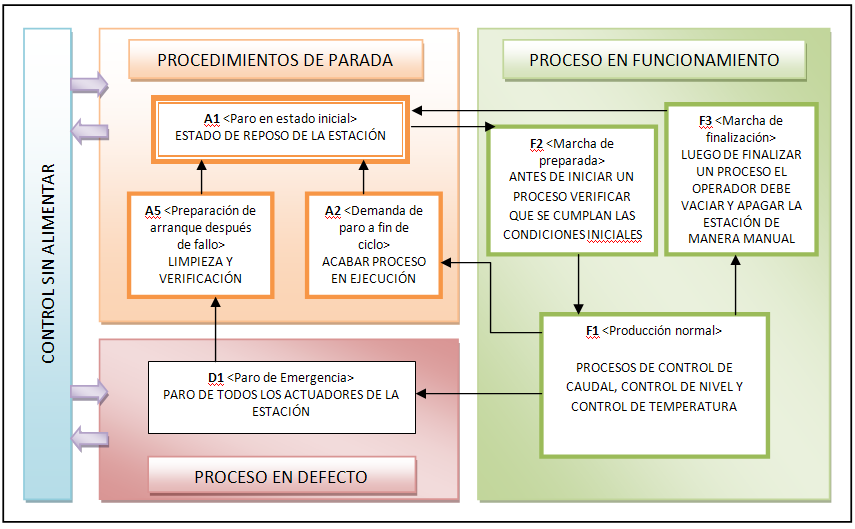 CONTROL SIN ALIMENTAR
PROCEDIMIENTOS DE PARADA
A1 <Paro en estado inicial>
ESTADO DE REPOSO DE LA ESTACIÓN
A5 <Preparación de
arranque después
de fallo>
LIMPIEZA Y
VERIFICACIÓN
A2 <Demanda de
paro a fin de
ciclo>
ACABAR PROCESO
EN EJECUCIÓN
D1 <Paro de Emergencia>
PARO DE TODOS LOS ACTUADORES DE LA
ESTACIÓN
PROCESO EN DEFECTO
PROCESO EN FUNCIONAMIENTO
F2 <Marcha de
preparada>
ANTES DE INICIAR UN
PROCESO VERIFICAR
QUE SE CUMPLAN LAS
CONDICIONES INICIALES
F3 <Marcha de
finalización>
LUEGO DE FINALIZAR
UN PROCESO EL
OPERADOR DEBE
VACIAR Y APAGAR LA
ESTACIÓN DE
MANERA MANUAL
F1 <Producción normal>
PROCESOS DE CONTROL DE
CAUDAL, CONTROL DE NIVEL Y
CONTROL DE TEMPERATURA